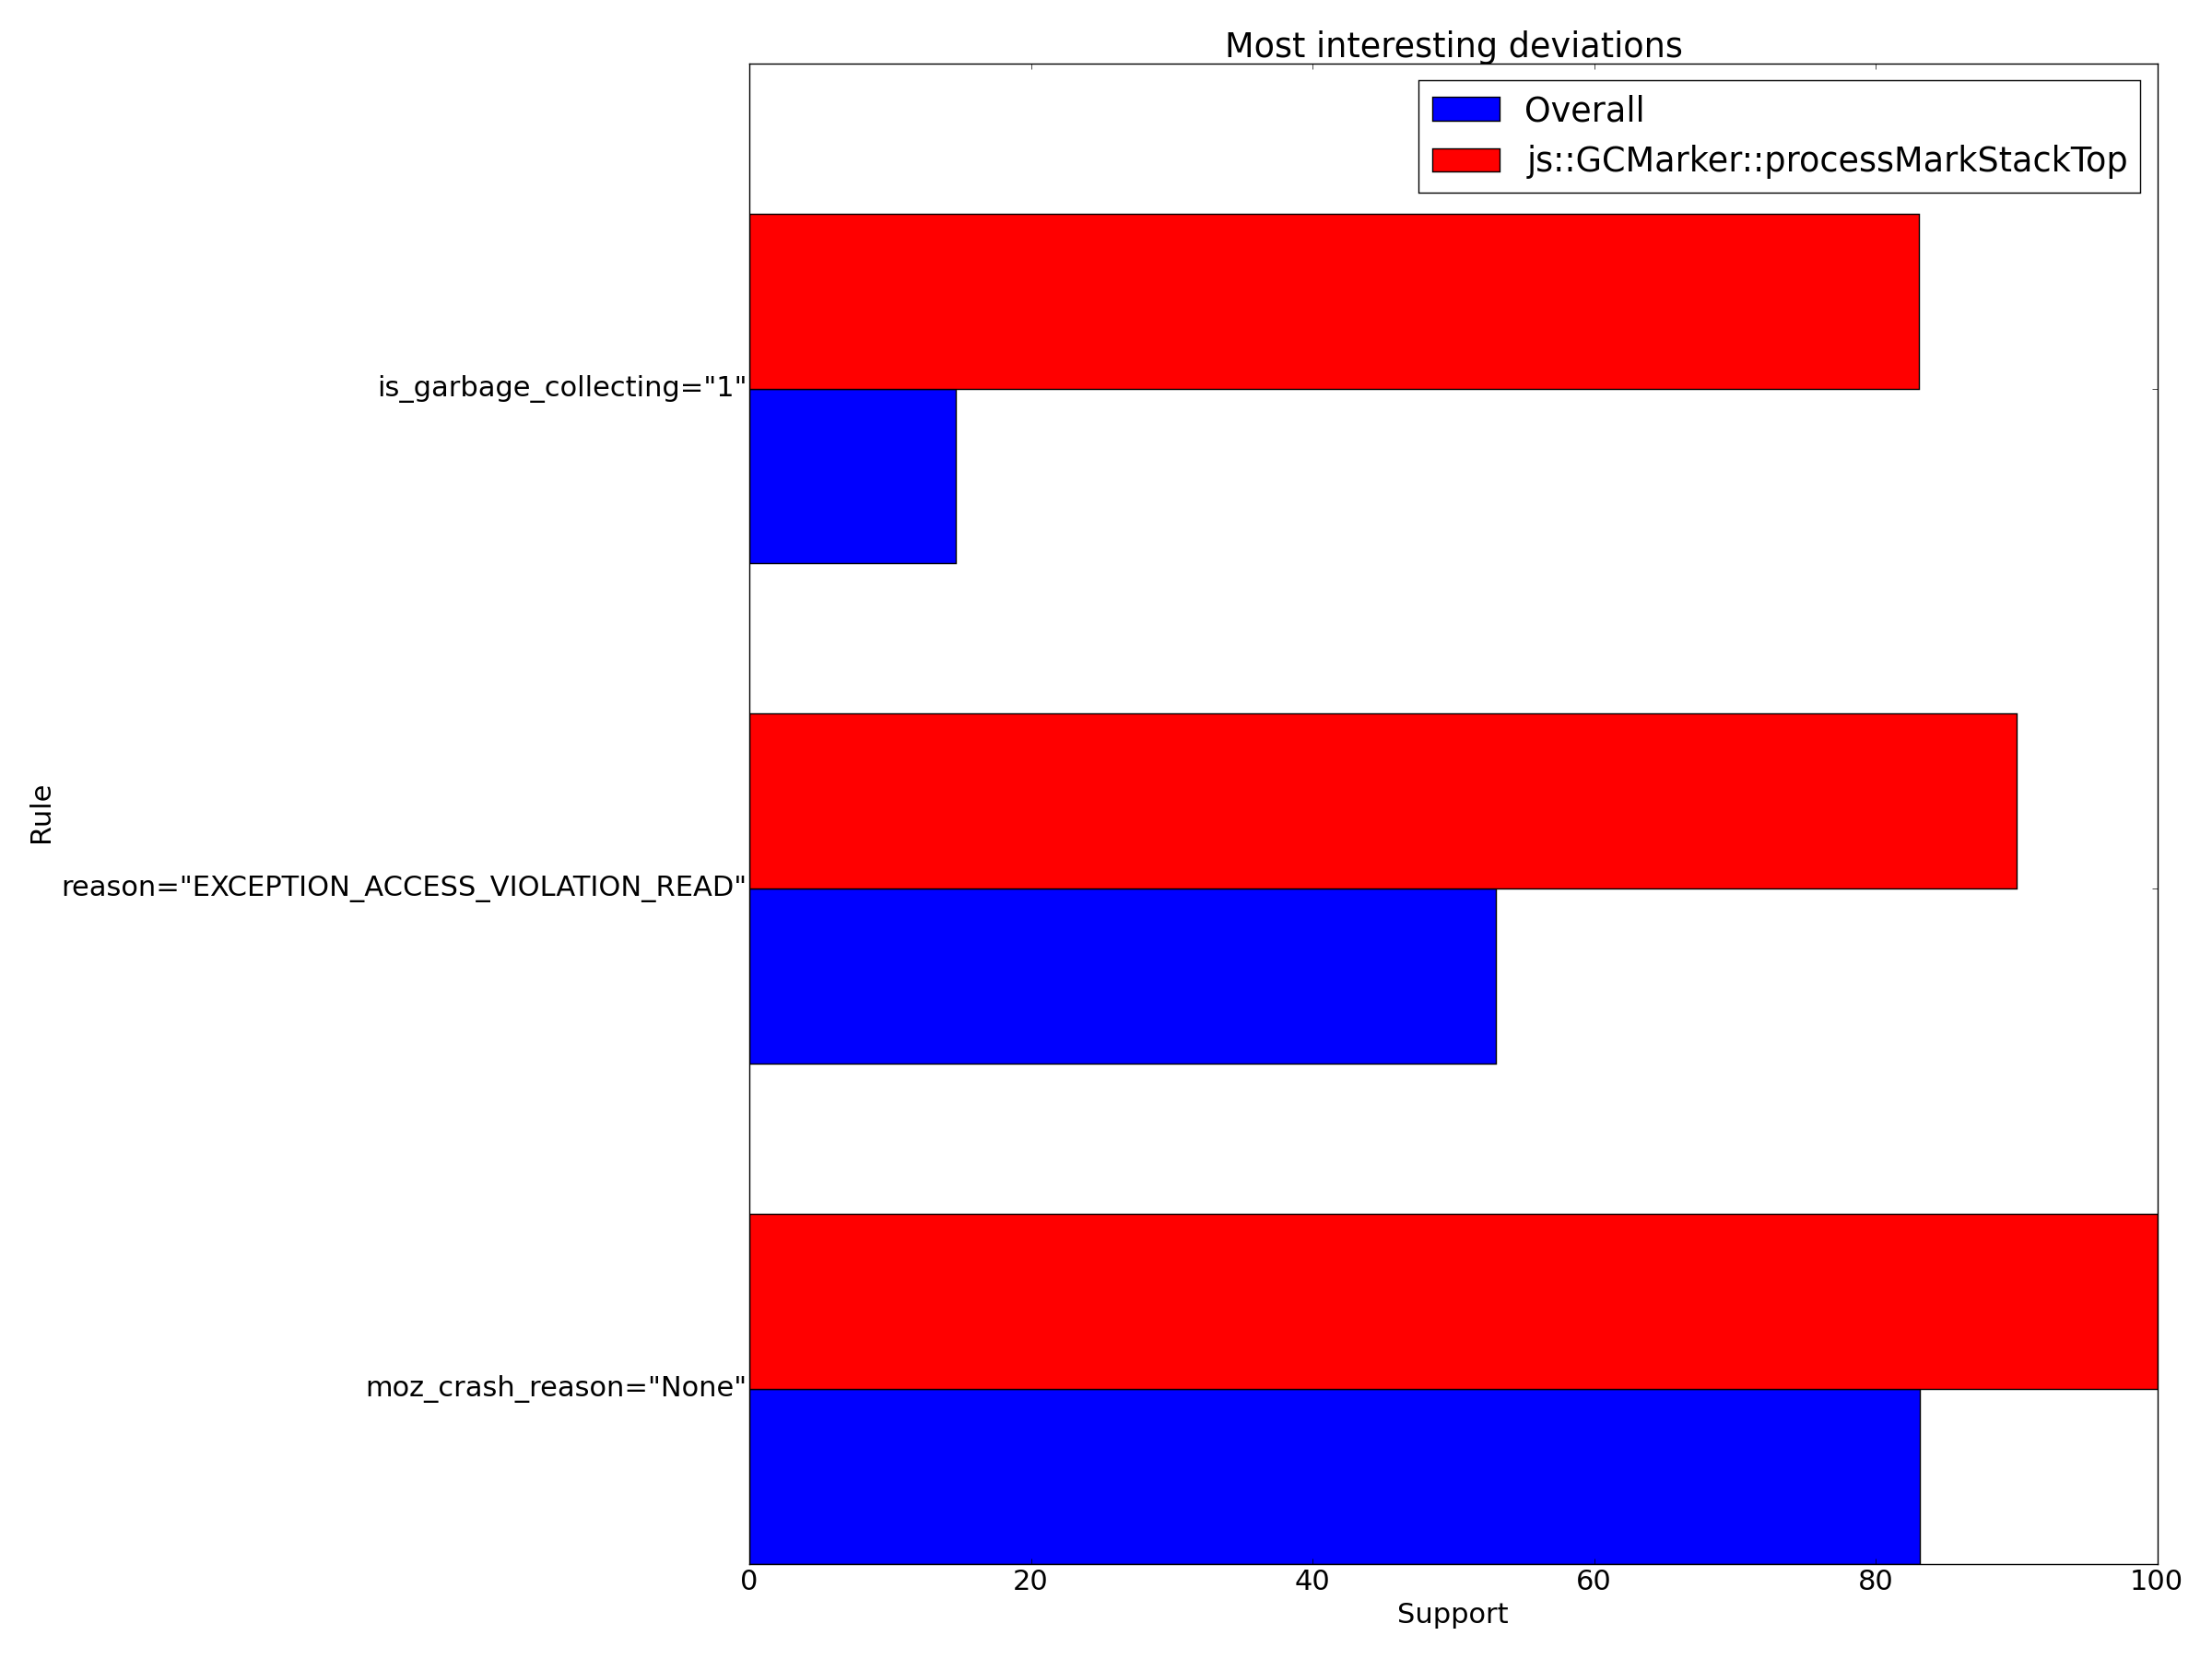 Most interesting deviations
Overall
js::GCMarker::processMarkStackTop
is_garbage_collecting="1"
Rule
reason="EXCEPTION_ACCESS_VIOLATION_READ"
moz_crash_reason="None"
0 20 40 60 80 100
Support